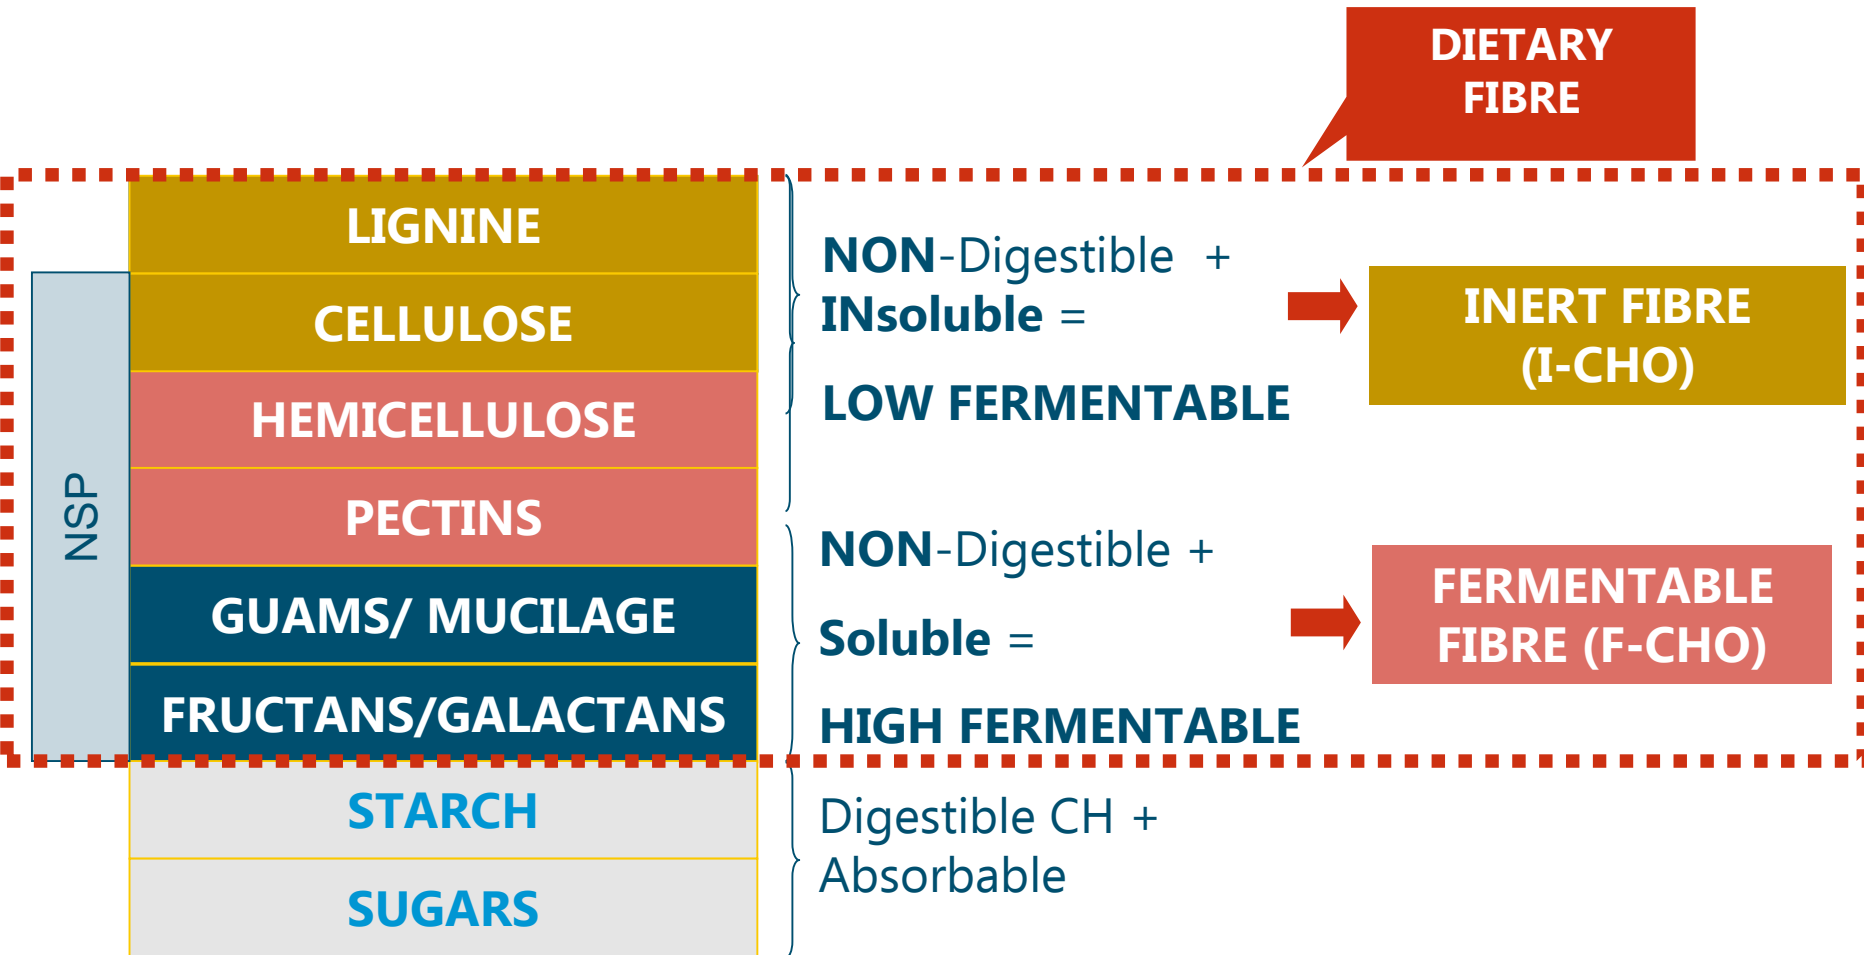 DIETARY
FIBRE
LIGNINE
CELLULOSE
HEMICELLULOSE
PECTINS
GUAMS/ MUCILAGE
FRUCTANS/GALACTANS
STARCH
SUGARS
NSP
NON-Digestible +
INsoluble =
LOW FERMENTABLE
INERT FIBRE
(I-CHO)
NON-Digestible +
Soluble =
HIGH FERMENTABLE
FERMENTABLE
FIBRE (F-CHO)
Digestible CH +
Absorbable